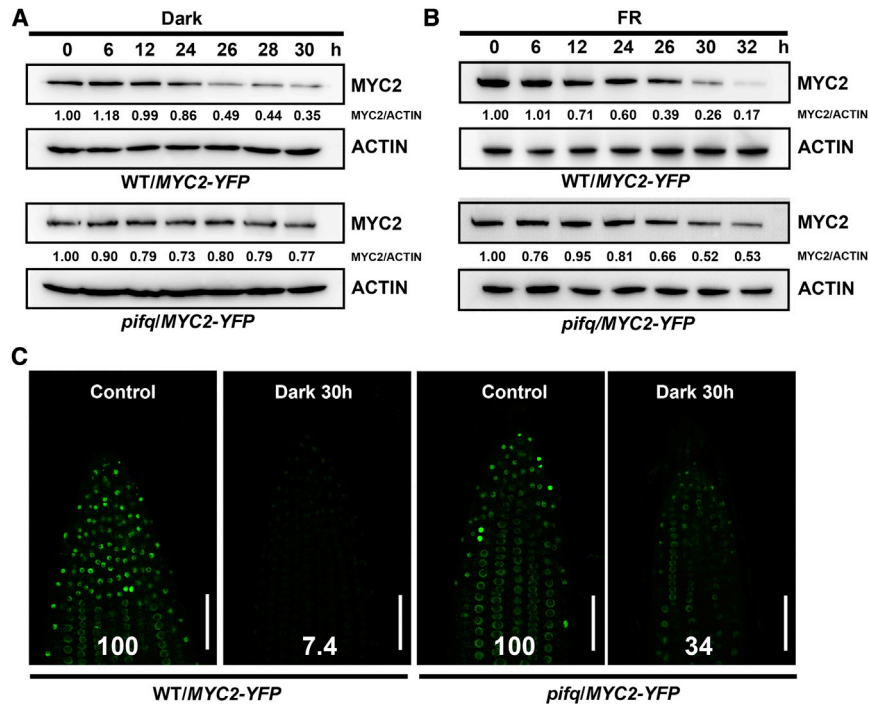 A
Dark
0 6 12 24 26 28 30 h
MYC2
1.00 1.18 0.99 0.86 0.49 0.44 0.35 MYC2/ACTIN
ACTIN
WT/MYC2-YFP
MYC2
1.00 0.90 0.79 0.73 0.80 0.79 0.77 MYC2/ACTIN
ACTIN
pifq/MYC2-YFP
B
FR
0 6 12 24 26 30 32 h
MYC2
1.00 1.01 0.71 0.60 0.39 0.26 0.17 MYC2/ACTIN
ACTIN
WT/MYC2-YFP
MYC2
1.00 0.76 0.95 0.81 0.66 0.52 0.53 MYC2/ACTIN
ACTIN
pifq/MYC2-YFP
C
Control Dark 30h Control Dark 30h
100 7.4 100 34
WT/MYC2-YFP pifq/MYC2-YFP